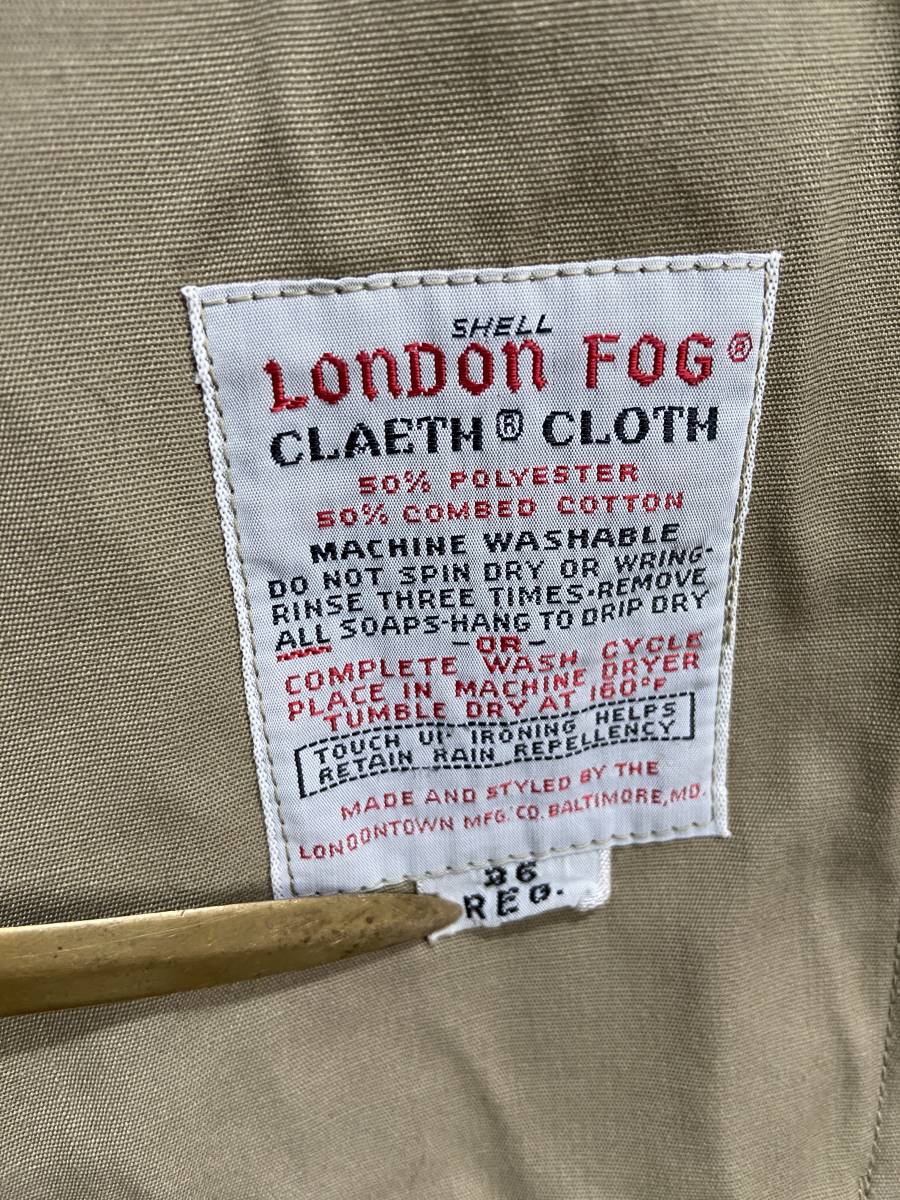 SHELL
LONDON FOG®
CLAETH® CLOTH
50% POLYESTER
50% COMBED COTTON
MACHINE WASHABLE
DO NOT SPIN DRY OR WRING-
RINSE THREE TIMES-REMOVE
ALL SOAPS-HANG TO DRIP DRY
-OR-
COMPLETE WASH CYCLE
PLACE IN MACHINE DRYER
TUMBLE DRY AT 160°F
TOUCH UP IRONING HELPS
RETAIN RAIN REPELLENCY
MADE AND STYLED BY THE
LONDONTOWN MFG. CO. BALTIMORE, MD.
36
REG.